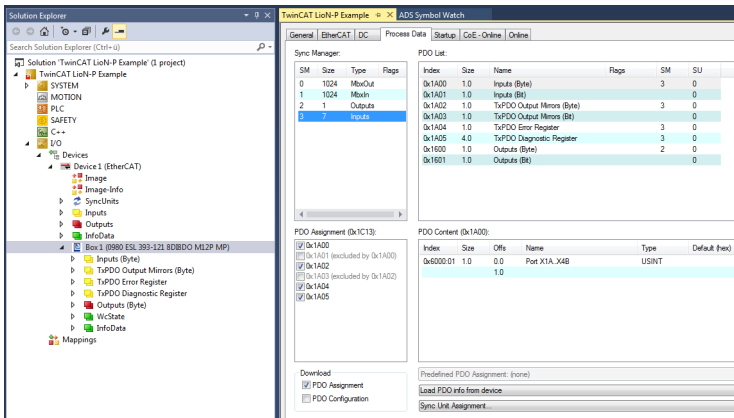 Solution Explorer
Search Solution Explorer (Ctrl+ü)
Solution 'TwinCAT LioN-P Example' (1 project)
TwinCAT LioN-P Example
SYSTEM
MOTION
PLC
SAFETY
C++
I/O
Devices
Device 1 (EtherCAT)
Image
Image-Info
SyncUnits
Inputs
Outputs
InfoData
Box 1 (0980 ESL 393-121 8DIBDO M12P MP)
Inputs (Byte)
TxPDO Output Mirrors (Byte)
TxPDO Error Register
TxPDO Diagnostic Register
Outputs (Byte)
WcState
InfoData
Mappings
TwinCAT LioN-P Example ADS Symbol Watch
General EtherCAT DC Process Data Startup CoE - Online Online
Sync Manager:
SM Size Type Flags
0 1024 MbxOut
1 1024 MbxIn
2 1 Outputs
3 7 Inputs
PDO List:
Index Size Name Flags SM SU
0x1A00 1.0 Inputs (Byte) 3 0
0x1A01 1.0 Inputs (Bit) 0
0x1A02 1.0 TxPDO Output Mirrors (Byte) 3 0
0x1A03 1.0 TxPDO Output Mirrors (Bit) 0
0x1A04 1.0 TxPDO Error Register 3 0
0x1A05 4.0 TxPDO Diagnostic Register 3 0
0x1600 1.0 Outputs (Byte) 2 0
0x1601 1.0 Outputs (Bit) 0
PDO Assignment (0x1C13):
0x1A00
0x1A01 (excluded by 0x1A00)
0x1A02
0x1A03 (excluded by 0x1A02)
0x1A04
0x1A05
PDO Content (0x1A00):
Index Size Offs Name Type Default (hex)
0x6000:01 1.0 0.0 Port X1A..X4B USINT
1.0
Download
PDO Assignment
PDO Configuration
Predefined PDO Assignment: (none)
Load PDO info from device
Sync Unit Assignment...